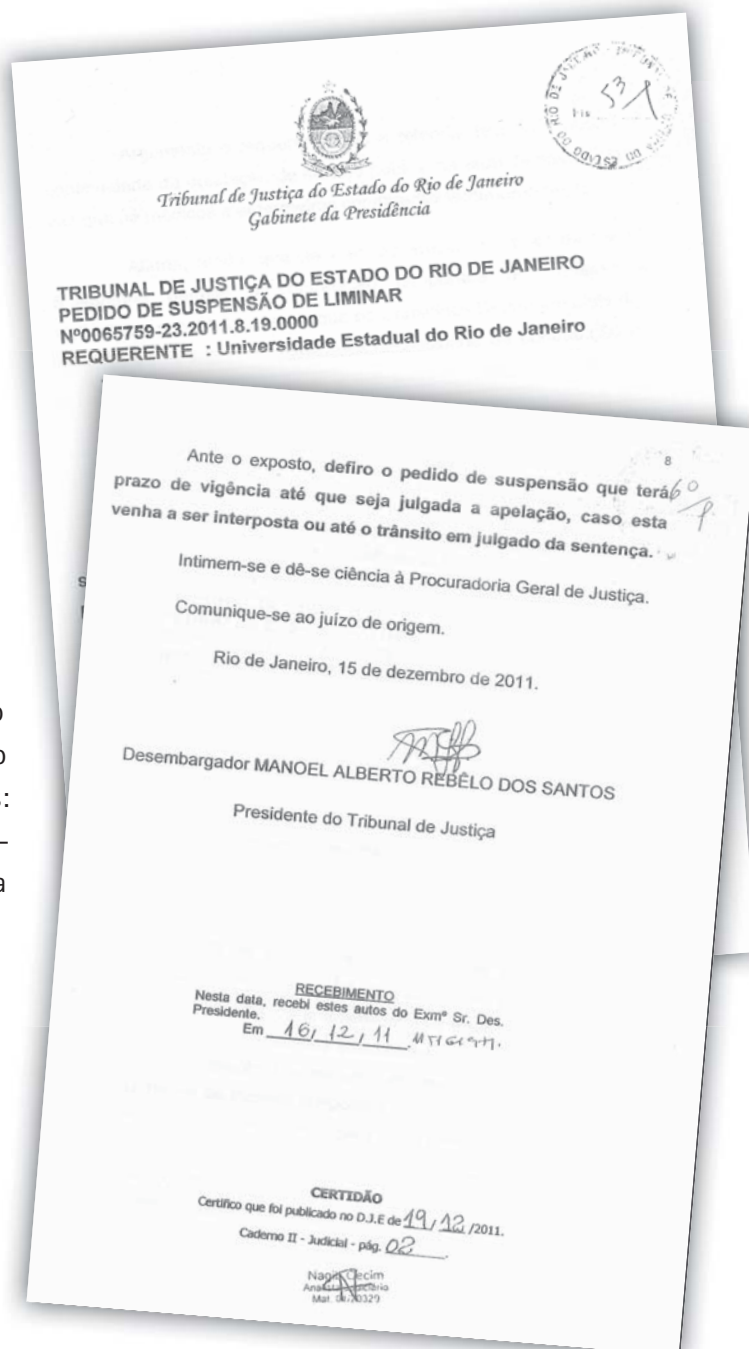 53
Tribunal de Justiça do Estado do Rio de Janeiro
Gabinete da Presidência
TRIBUNAL DE JUSTIÇA DO ESTADO DO RIO DE JANEIRO
PEDIDO DE SUSPENSÃO DE LIMINAR
Nº0065759-23.2011.8.19.0000
REQUERENTE : Universidade Estadual do Rio de Janeiro
8
60
Ante o exposto, defiro o pedido de suspensão que terá
prazo de vigência até que seja julgada a apelação, caso esta
venha a ser interposta ou até o trânsito em julgado da sentença.
Intimem-se e dê-se ciência à Procuradoria Geral de Justiça.
Comunique-se ao juízo de origem.
Rio de Janeiro, 15 de dezembro de 2011.
Desembargador MANOEL ALBERTO REBÊLO DOS SANTOS
Presidente do Tribunal de Justiça
RECEBIMENTO
Nesta data, recebi estes autos do Exmº Sr. Des.
Presidente.
Em 16/12/11
CERTIDÃO
Certifico que foi publicado no D.J.E de 19/12/2011.
Caderno II - Judicial - pág. 02